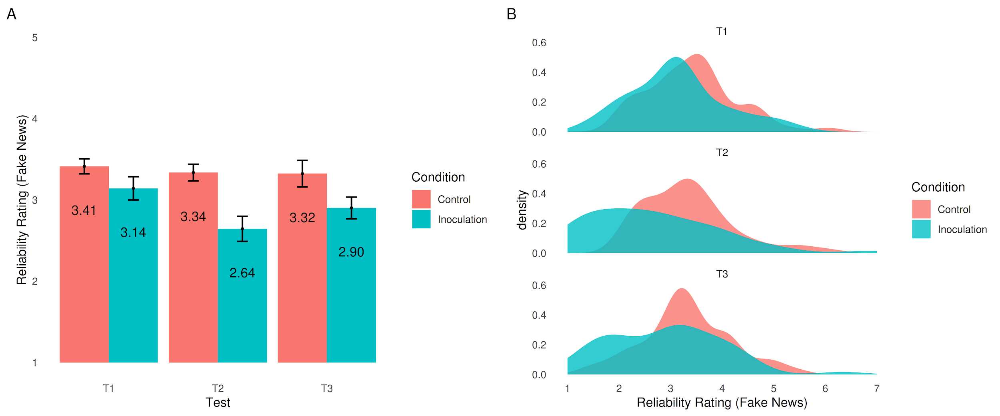 A
5
4
3
2
1
Reliability Rating (Fake News)
3.41
3.14
3.34
2.64
3.32
2.90
T1
T2
T3
Test
Condition
Control
Inoculation
B
T1
0.6
0.4
0.2
0.0
T2
0.6
0.4
0.2
0.0
T3
0.6
0.4
0.2
0.0
density
1 2 3 4 5 6 7
Reliability Rating (Fake News)
Condition
Control
Inoculation